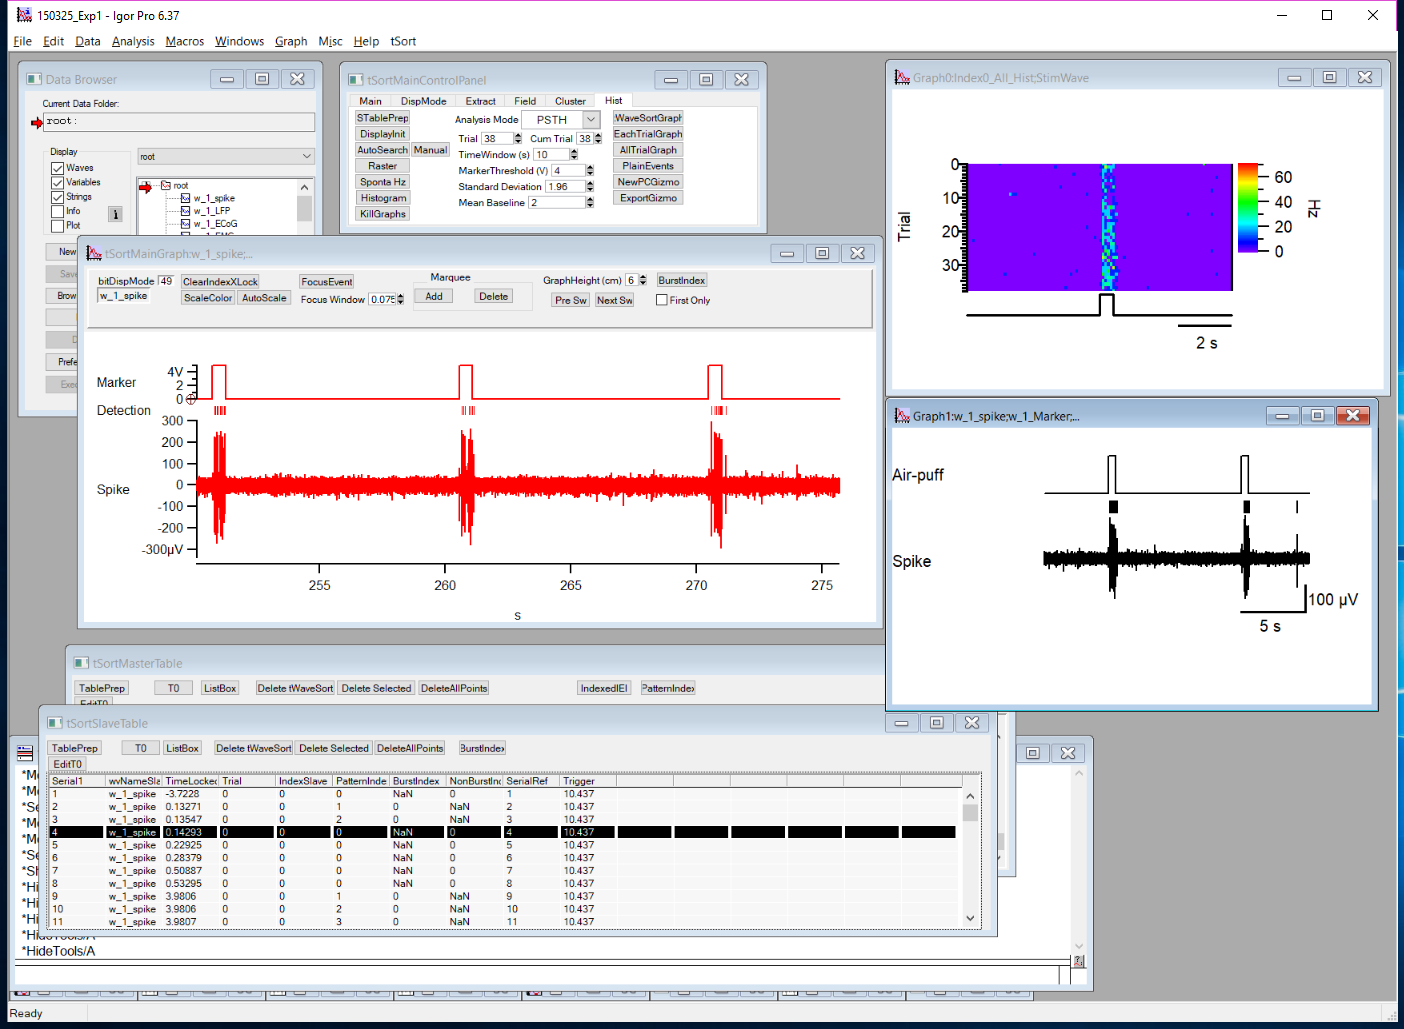 150325_Exp1 - Igor Pro 6.37
File Edit Data Analysis Macros Windows Graph Misc Help tSort
Data Browser
Current Data Folder:
root:
Display
Waves
Variables
Strings
Info
Plot
root
root
w_1_spike
w_1_LFP
w_1_ECoG
New
Save
Brow
Prefe
Exec
tSortMainControlPanel
Main DispMode Extract Field Cluster Hist
STablePrep Analysis Mode PSTH WaveSortGraph
DisplayInit Trial 38 Cum Trial 38 EachTrialGraph
AutoSearch Manual TimeWindow (s) 10 AllTrialGraph
Raster MarkerThreshold (V) 4 PlainEvents
Sponta Hz Standard Deviation 1.96 NewPCGizmo
Histogram Mean Baseline 2 ExportGizmo
KillGraphs
Graph0:Index0_All_Hist;StimWave
Trial
0
10
20
30
60
40
20
0
Hz
2 s
tSortMainGraph:w_1_spike;...
bitDispMode 49 ClearIndexXLock FocusEvent Marquee GraphHeight (cm) 6 BurstIndex
w_1_spike ScaleColor AutoScale Focus Window 0.075 Add Delete Pre Sw Next Sw First Only
Marker
4V
2
0
Detection
300
200
100
Spike
0
-100
-200
-300µV
255 260 265 270 275
s
Graph1:w_1_spike;w_1_Marker;...
Air-puff
Spike
100 µV
5 s
tSortMasterTable
TablePrep T0 ListBox Delete tWaveSort Delete Selected DeleteAllPoints IndexedIEI PatternIndex
EditT0
tSortSlaveTable
TablePrep T0 ListBox Delete tWaveSort Delete Selected DeleteAllPoints BurstIndex
EditT0
Serial1 wvNameSla TimeLocked Trial IndexSlave PatternInde BurstIndex NonBurstInd SerialRef Trigger
1 w_1_spike -3.7228 0 0 0 NaN 0 1 10.437
2 w_1_spike 0.13271 0 0 1 0 NaN 2 10.437
3 w_1_spike 0.13547 0 0 2 0 NaN 3 10.437
4 w_1_spike 0.14293 0 0 0 NaN 0 4 10.437
5 w_1_spike 0.22925 0 0 0 NaN 0 5 10.437
6 w_1_spike 0.28379 0 0 0 NaN 0 6 10.437
7 w_1_spike 0.50887 0 0 0 NaN 0 7 10.437
8 w_1_spike 0.53295 0 0 0 NaN 0 8 10.437
9 w_1_spike 3.9806 0 0 1 0 NaN 9 10.437
10 w_1_spike 3.9806 0 0 2 0 NaN 10 10.437
11 w_1_spike 3.9807 0 0 3 0 NaN 11 10.437
*HideTools/A
*HideTools/A
Ready